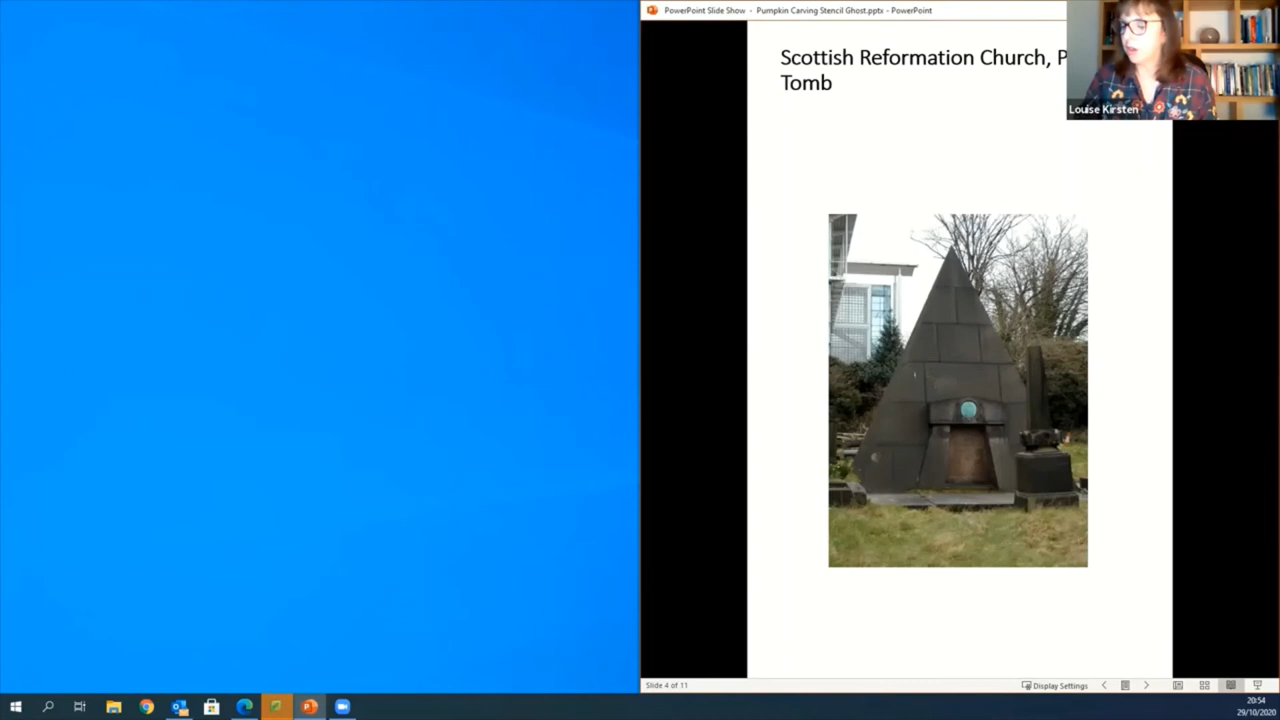 PowerPoint Slide Show - Pumpkin Carving Stencil Ghost.pptx - PowerPoint
Scottish Reformation Church, P
Tomb
Louise Kirsten
Slide 4 of 11
Display Settings
20:54
29/10/2020